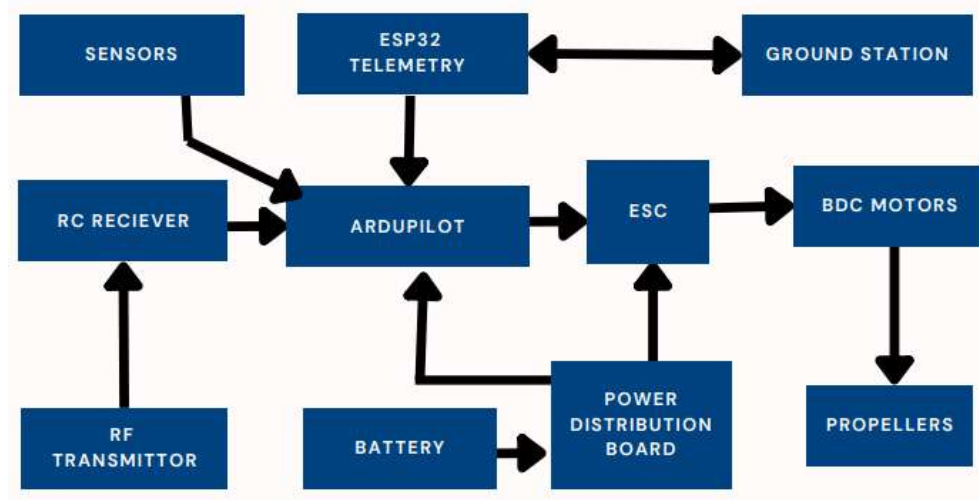 SENSORS
ESP32
TELEMETRY
GROUND STATION
RC RECIEVER
ARDUPILOT
ESC
BDC MOTORS
RF
TRANSMITTOR
BATTERY
POWER
DISTRIBUTION
BOARD
PROPELLERS